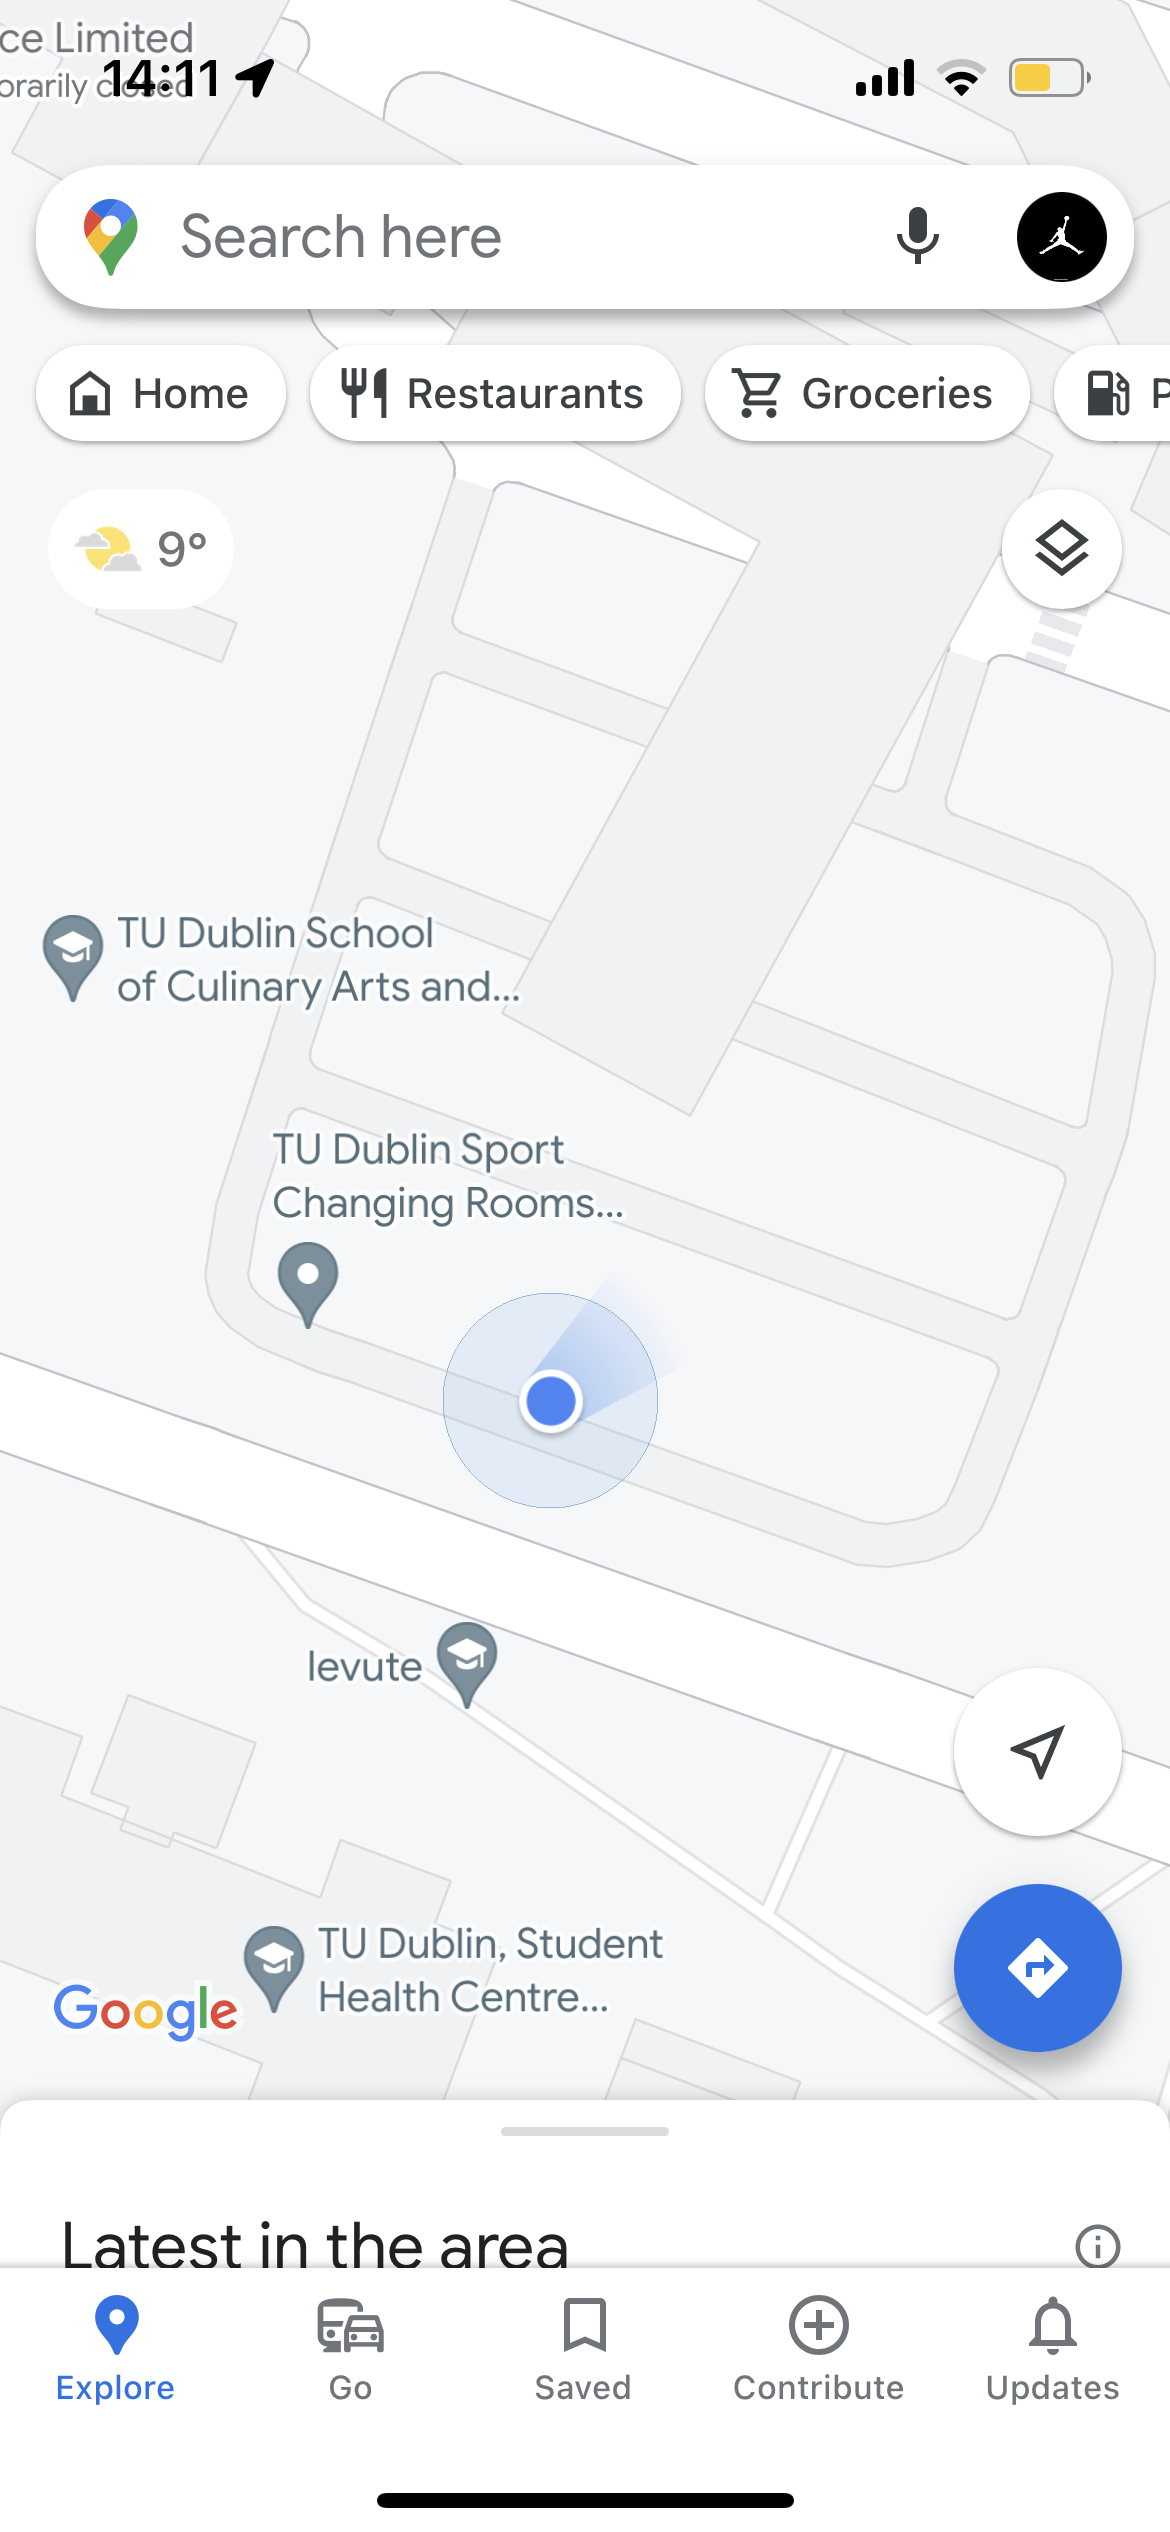 ce Limited
orarily closed
14:11
Search here
Home
Restaurants
Groceries
P
9°
TU Dublin School
of Culinary Arts and...
TU Dublin Sport
Changing Rooms...
levute
TU Dublin, Student
Health Centre...
Google
Latest in the area
Explore
Go
Saved
Contribute
Updates